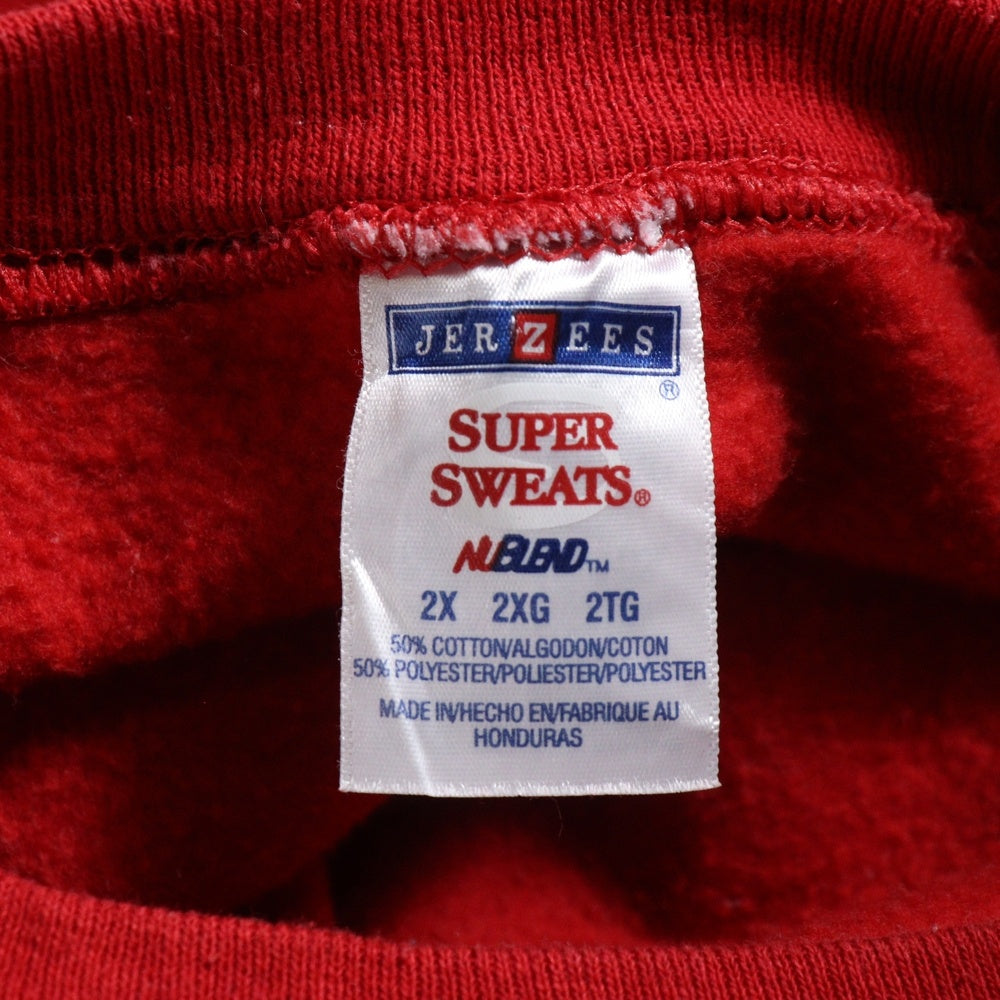 JERZEES
®
SUPER
SWEATS®
NUBLEND™
2X 2XG 2TG
50% COTTON/ALGODON/COTON
50% POLYESTER/POLIESTER/POLYESTER
MADE IN/HECHO EN/FABRIQUE AU
HONDURAS